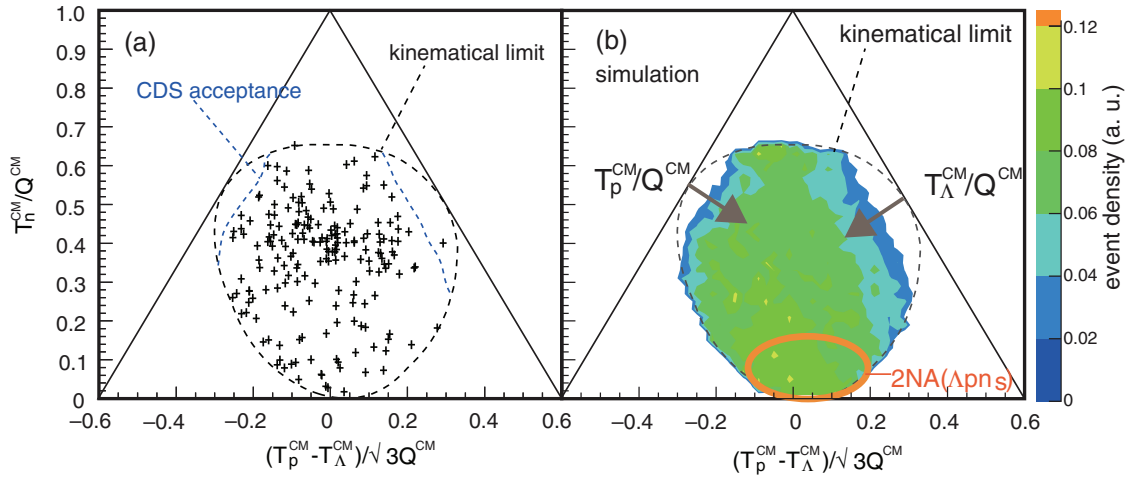 (a)
kinematical limit
CDS acceptance
T_n^CM/Q^CM
1.0
0.9
0.8
0.7
0.6
0.5
0.4
0.3
0.2
0.1
0
−0.6
−0.4
−0.2
0
0.2
0.4
(T_p^CM-T_Λ^CM)/√3Q^CM
(b)
kinematical limit
simulation
T_p^CM/Q^CM
T_Λ^CM/Q^CM
2NA(Λpn_s)
−0.6
−0.4
−0.2
0
0.2
0.4
0.6
(T_p^CM-T_Λ^CM)/√3Q^CM
0.12
0.1
0.08
0.06
0.04
0.02
0
event density (a. u.)